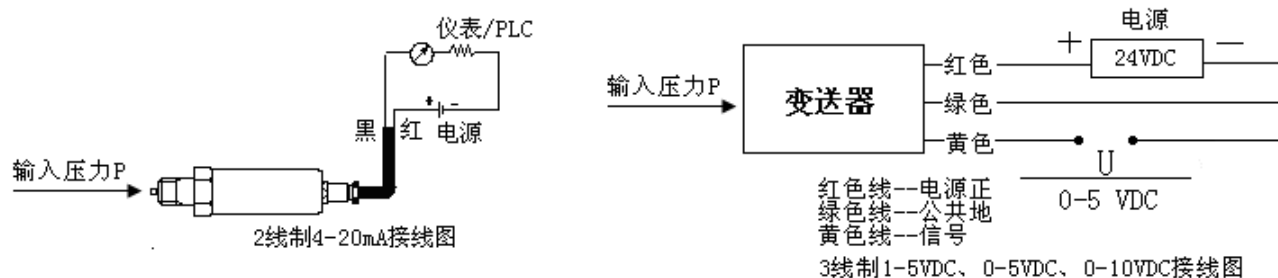 仪表/PLC
黑 红 电源
输入压力P
2线制4-20mA接线图
电源
24VDC
输入压力P
变送器
红色
绿色
黄色
U
0-5 VDC
红色线--电源正
绿色线--公共地
黄色线--信号
3线制1-5VDC、0-5VDC、0-10VDC接线图